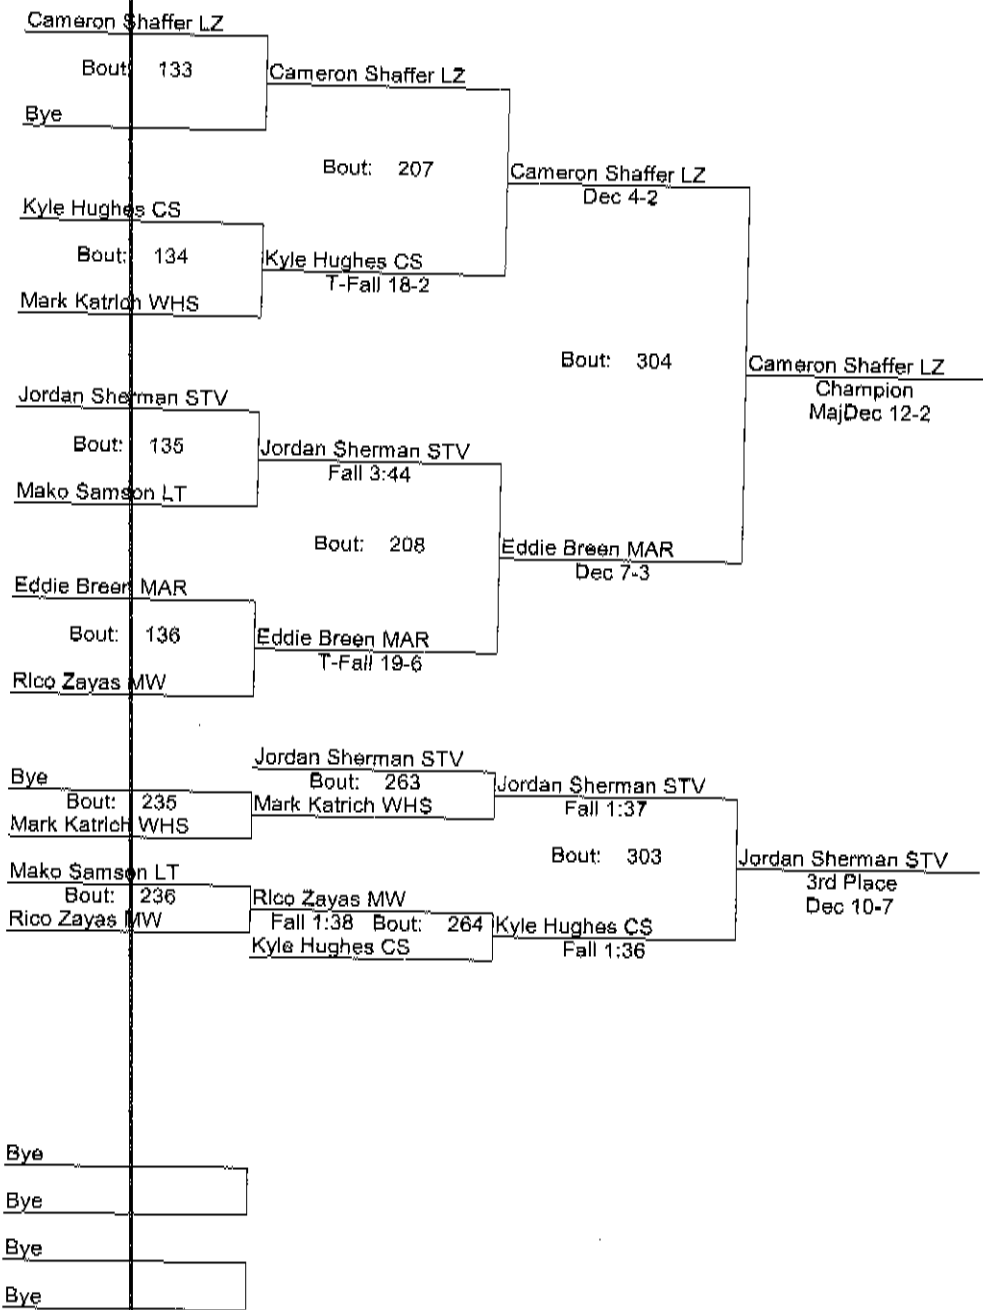 Cameron Shaffer LZ
Bout: 133
Cameron Shaffer LZ
Bye
Bout: 207
Cameron Shaffer LZ
Dec 4-2
Kyle Hughes CS
Bout: 134
Kyle Hughes CS
T-Fall 18-2
Mark Katrich WHS
Bout: 304
Cameron Shaffer LZ
Champion
MajDec 12-2
Jordan Sherman STV
Bout: 135
Jordan Sherman STV
Fall 3:44
Mako Samson LT
Bout: 208
Eddie Breen MAR
Dec 7-3
Eddie Breen MAR
Bout: 136
Eddie Breen MAR
T-Fall 19-6
Rico Zayas MW
Jordan Sherman STV
Bye
Bout: 263
Jordan Sherman STV
Fall 1:37
Bout: 235
Mark Katrich WHS
Mark Katrich WHS
Bout: 303
Jordan Sherman STV
3rd Place
Dec 10-7
Mako Samson LT
Bout: 236
Rico Zayas MW
Rico Zayas MW
Fall 1:38 Bout: 264
Kyle Hughes CS
Fall 1:36
Kyle Hughes CS
Bye
Bye
Bye
Bye